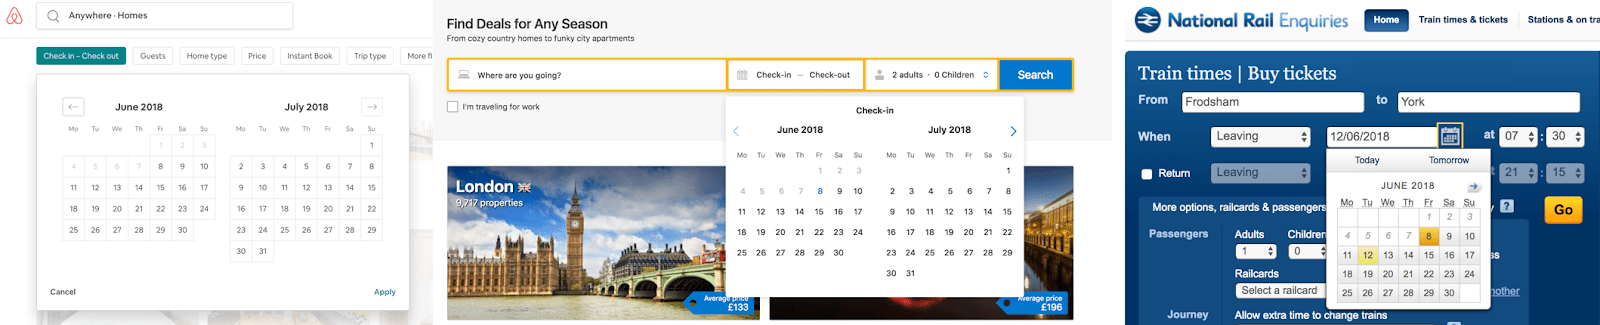 Anywhere · Homes
Check in – Check out Guests Home type Price Instant Book Trip type More fi
June 2018 July 2018
Mo Tu We Th Fr Sa Su Mo Tu We Th Fr Sa Su
1 2 3 1
4 5 6 7 8 9 10 2 3 4 5 6 7 8
11 12 13 14 15 16 17 9 10 11 12 13 14 15
18 19 20 21 22 23 24 16 17 18 19 20 21 22
25 26 27 28 29 30 23 24 25 26 27 28 29
30 31
Cancel Apply
Find Deals for Any Season
From cozy country homes to funky city apartments
Where are you going? Check-in – Check-out 2 adults · 0 Children Search
I'm traveling for work
Check-in
June 2018 July 2018
Mo Tu We Th Fr Sa Su Mo Tu We Th Fr Sa Su
1 2 3 1
4 5 6 7 8 9 10 2 3 4 5 6 7 8
11 12 13 14 15 16 17 9 10 11 12 13 14 15
18 19 20 21 22 23 24 16 17 18 19 20 21 22
25 26 27 28 29 30 23 24 25 26 27 28 29
30 31
London
9,717 properties
Average price
£133
Average price
£196
National Rail Enquiries Home Train times & tickets Stations & on tra
Train times | Buy tickets
From Frodsham to York
When Leaving 12/06/2018 at 07 : 30
Return Leaving at 21 : 15
Today Tomorrow
JUNE 2018
Mo Tu We Th Fr Sa Su
1 2 3
4 5 6 7 8 9 10
11 12 13 14 15 16 17
18 19 20 21 22 23 24
25 26 27 28 29 30
More options, railcards & passengers ?
Go
Passengers Adults Children
1 0
Railcards
Select a railcard
Journey Allow extra time to change trains